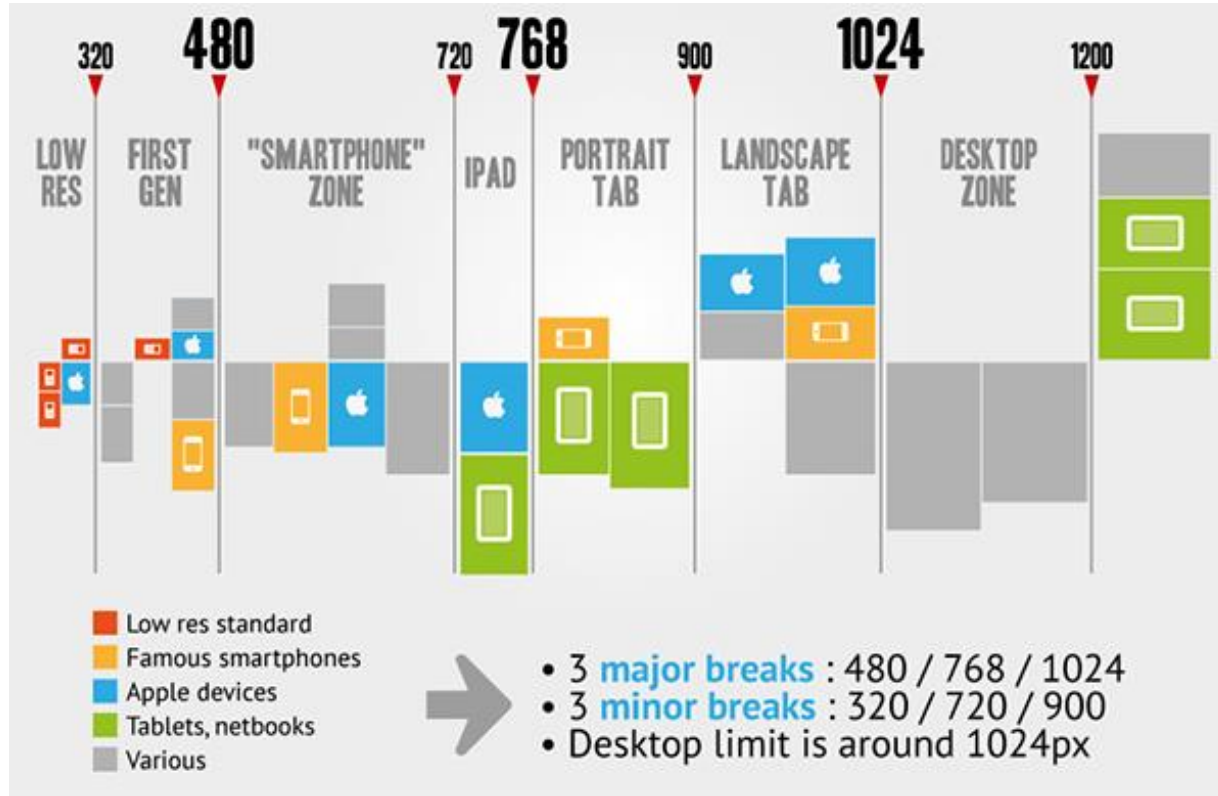 320
480
720
768
900
1024
1200
LOW
RES
FIRST
GEN
"SMARTPHONE"
ZONE
IPAD
PORTRAIT
TAB
LANDSCAPE
TAB
DESKTOP
ZONE
Low res standard
Famous smartphones
Apple devices
Tablets, netbooks
Various
• 3 major breaks : 480 / 768 / 1024
• 3 minor breaks : 320 / 720 / 900
• Desktop limit is around 1024px